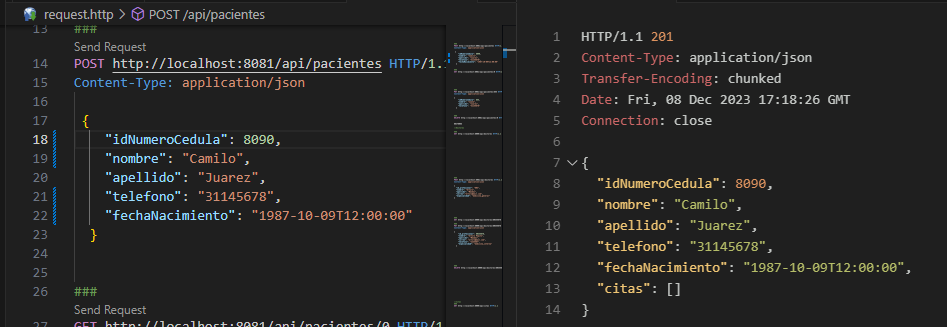 request.http > POST /api/pacientes
13 ###
Send Request
14 POST http://localhost:8081/api/pacientes HTTP/1.
15 Content-Type: application/json
16
17 {
18 "idNumeroCedula": 8090,
19 "nombre": "Camilo",
20 "apellido": "Juarez",
21 "telefono": "31145678",
22 "fechaNacimiento": "1987-10-09T12:00:00"
23 }
24
25
26 ###
Send Request
27 GET http://localhost:8081/api/pacientes/0 HTTP/1
1 HTTP/1.1 201
2 Content-Type: application/json
3 Transfer-Encoding: chunked
4 Date: Fri, 08 Dec 2023 17:18:26 GMT
5 Connection: close
6
7 {
8 "idNumeroCedula": 8090,
9 "nombre": "Camilo",
10 "apellido": "Juarez",
11 "telefono": "31145678",
12 "fechaNacimiento": "1987-10-09T12:00:00",
13 "citas": []
14 }